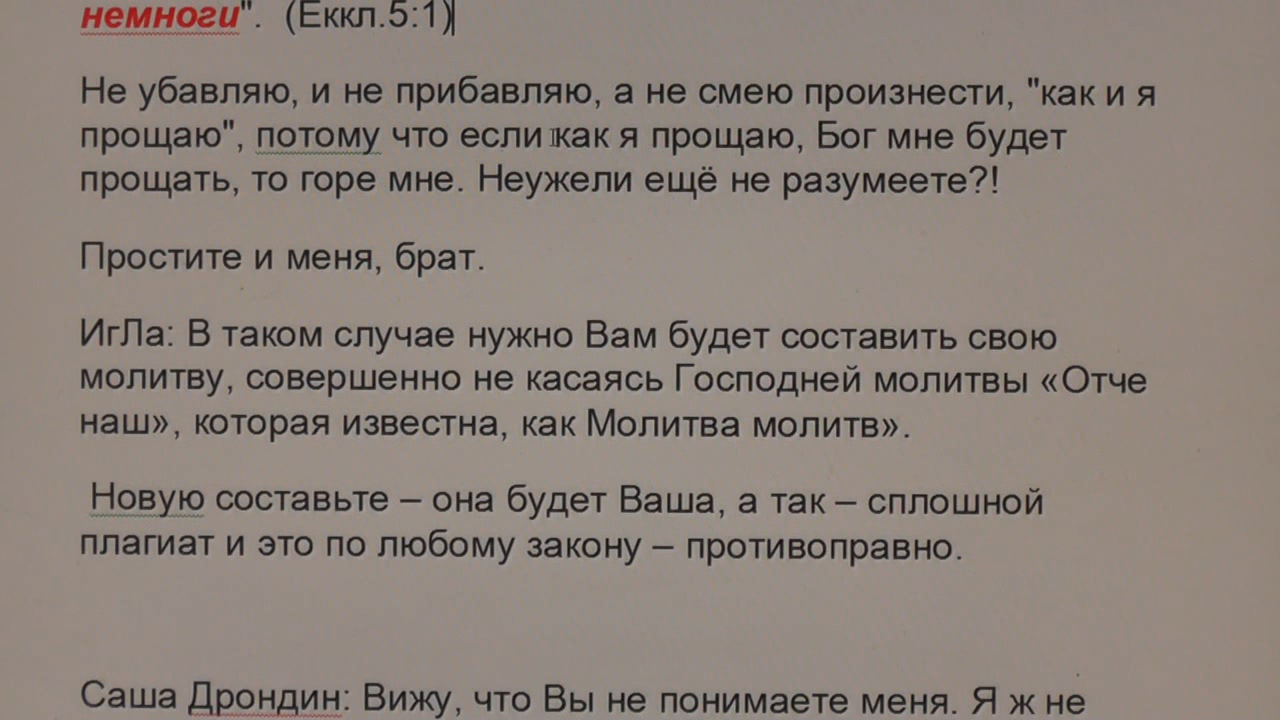 немноги".  (Еккл.5:1)
Не убавляю, и не прибавляю, а не смею произнести, "как и я
прощаю", потому что если как я прощаю, Бог мне будет
прощать, то горе мне. Неужели ещё не разумеете?!
Простите и меня, брат.
ИгЛа: В таком случае нужно Вам будет составить свою
молитву, совершенно не касаясь Господней молитвы «Отче
наш», которая известна, как Молитва молитв».
Новую составьте – она будет Ваша, а так – сплошной
плагиат и это по любому закону – противоправно.
Саша Дрондин: Вижу, что Вы не понимаете меня. Я ж не